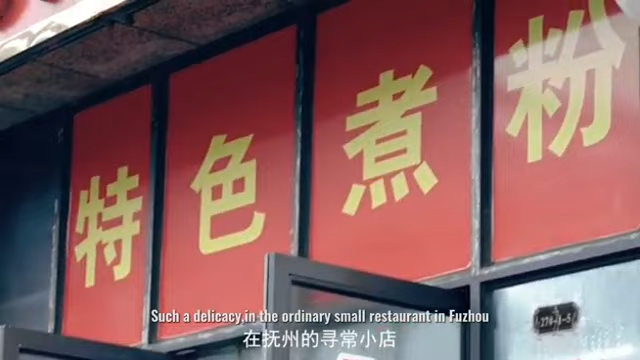 特色煮粉
Such a delicacy,in the ordinary small restaurant in Fuzhou
在抚州的寻常小店